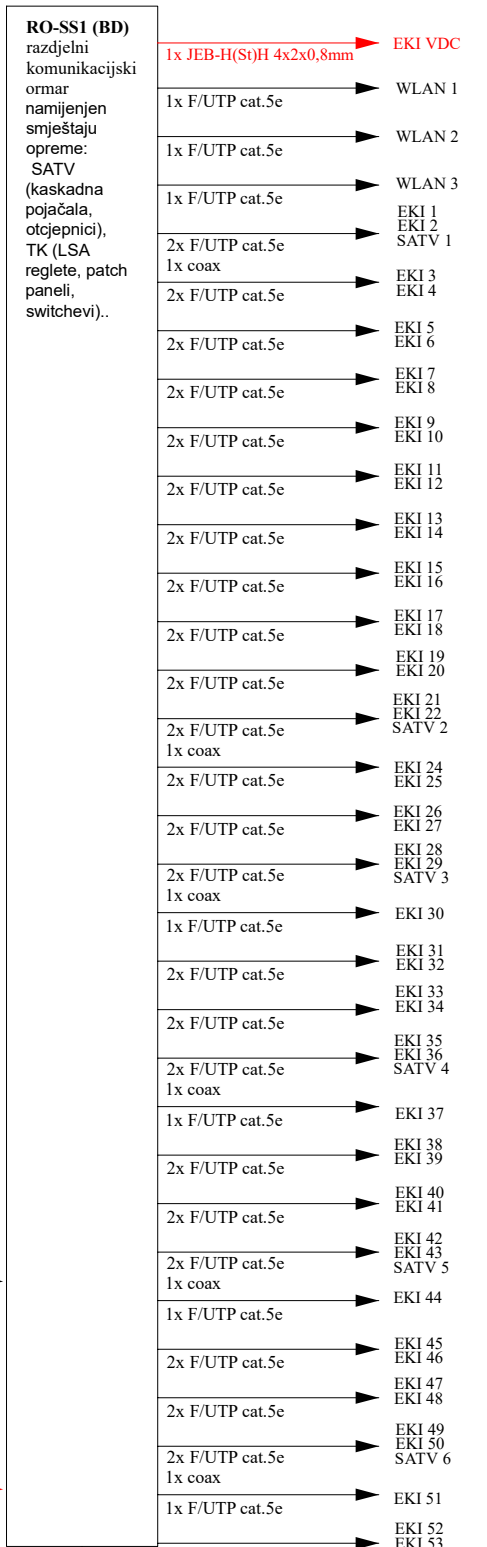 RO-SS1 (BD)
razdjelni
komunikacijski
ormar
namijenjen
smještaju
opreme:
SATV
(kaskadna
pojačala,
otcjepnici),
TK (LSA
reglete, patch
paneli,
switchevi)..
EKI VDC
1x JEB-H(St)H 4x2x0,8mm
WLAN 1
1x F/UTP cat.5e
WLAN 2
1x F/UTP cat.5e
WLAN 3
1x F/UTP cat.5e
EKI 1
EKI 2
SATV 1
2x F/UTP cat.5e
1x coax
EKI 3
EKI 4
2x F/UTP cat.5e
EKI 5
EKI 6
2x F/UTP cat.5e
EKI 7
EKI 8
2x F/UTP cat.5e
EKI 9
EKI 10
2x F/UTP cat.5e
EKI 11
EKI 12
2x F/UTP cat.5e
EKI 13
EKI 14
2x F/UTP cat.5e
EKI 15
EKI 16
2x F/UTP cat.5e
EKI 17
EKI 18
2x F/UTP cat.5e
EKI 19
EKI 20
2x F/UTP cat.5e
EKI 21
EKI 22
SATV 2
2x F/UTP cat.5e
1x coax
EKI 24
EKI 25
2x F/UTP cat.5e
EKI 26
EKI 27
2x F/UTP cat.5e
EKI 28
EKI 29
SATV 3
2x F/UTP cat.5e
1x coax
EKI 30
1x F/UTP cat.5e
EKI 31
EKI 32
2x F/UTP cat.5e
EKI 33
EKI 34
2x F/UTP cat.5e
EKI 35
EKI 36
SATV 4
2x F/UTP cat.5e
1x coax
EKI 37
1x F/UTP cat.5e
EKI 38
EKI 39
2x F/UTP cat.5e
EKI 40
EKI 41
2x F/UTP cat.5e
EKI 42
EKI 43
SATV 5
2x F/UTP cat.5e
1x coax
EKI 44
1x F/UTP cat.5e
EKI 45
EKI 46
2x F/UTP cat.5e
EKI 47
EKI 48
2x F/UTP cat.5e
EKI 49
EKI 50
SATV 6
2x F/UTP cat.5e
1x coax
EKI 51
1x F/UTP cat.5e
EKI 52
EKI 53